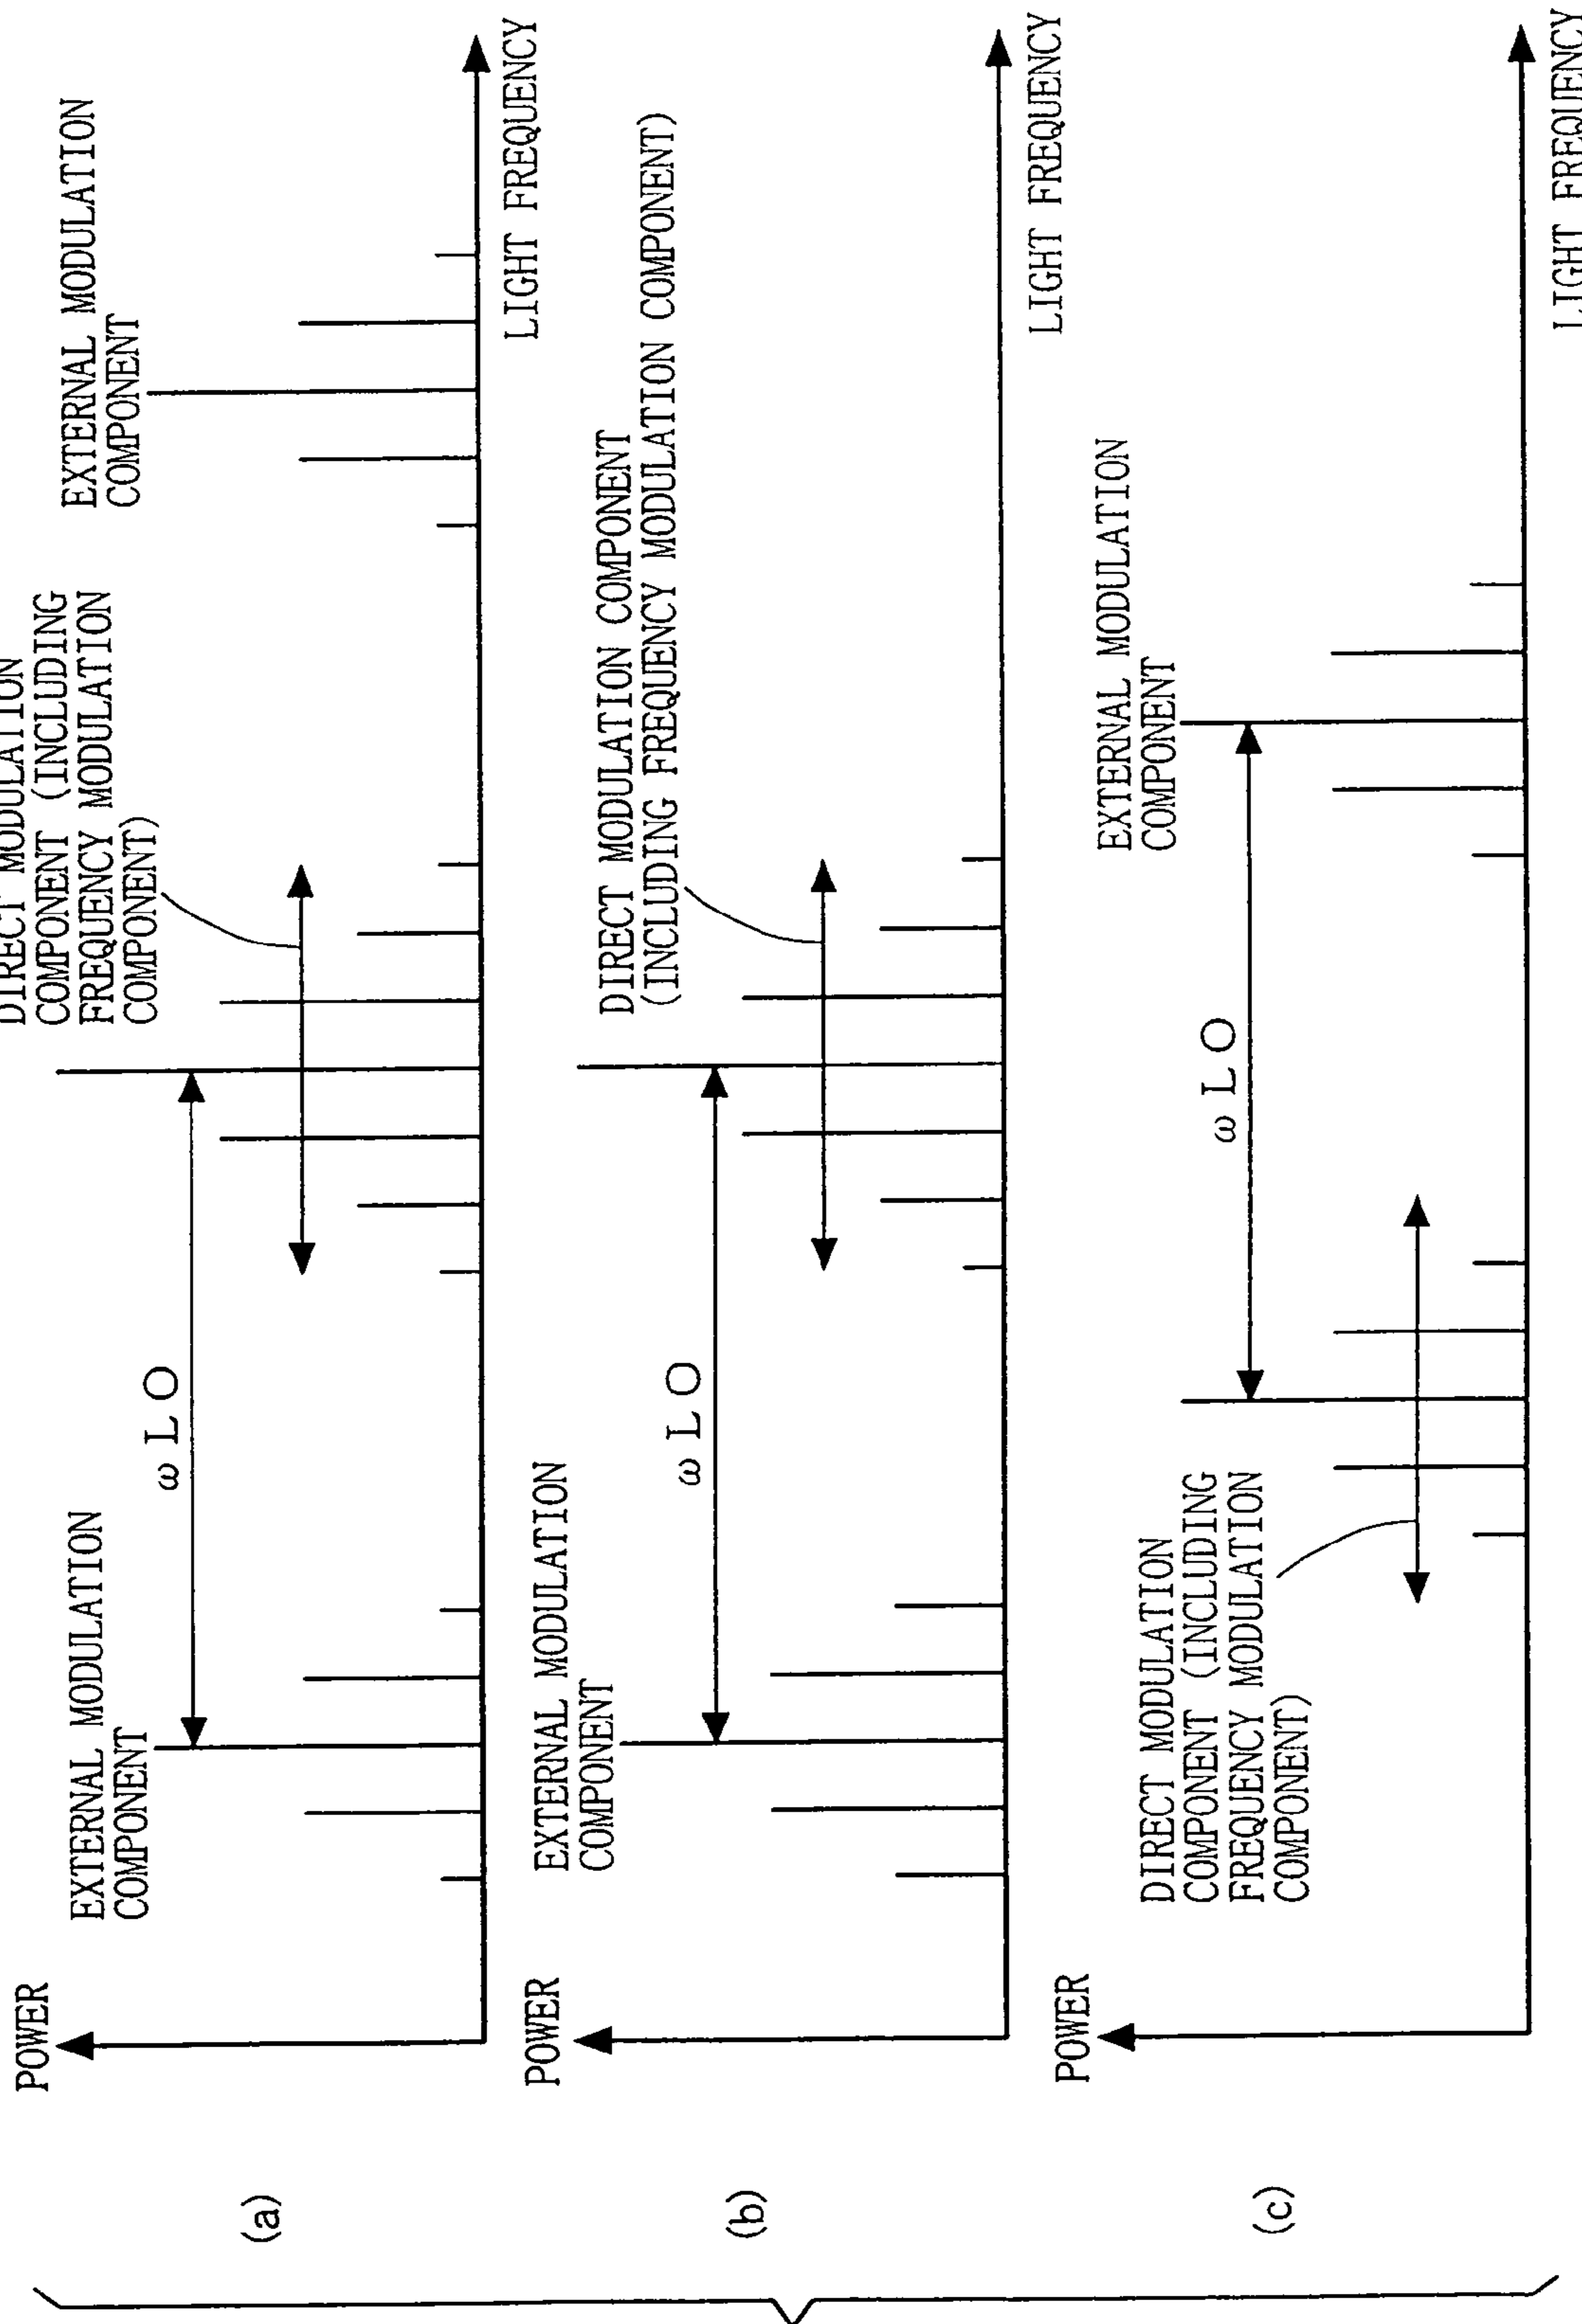 (a)
POWER
EXTERNAL MODULATION
COMPONENT
ωLO
DIRECT MODULATION
COMPONENT (INCLUDING
FREQUENCY MODULATION
COMPONENT)
EXTERNAL MODULATION
COMPONENT
LIGHT FREQUENCY
(b)
POWER
EXTERNAL MODULATION
COMPONENT
ωLO
DIRECT MODULATION COMPONENT
(INCLUDING FREQUENCY MODULATION COMPONENT)
LIGHT FREQUENCY
(c)
POWER
DIRECT MODULATION
COMPONENT (INCLUDING
FREQUENCY MODULATION
COMPONENT)
ωLO
EXTERNAL MODULATION
COMPONENT
LIGHT FREQUENCY